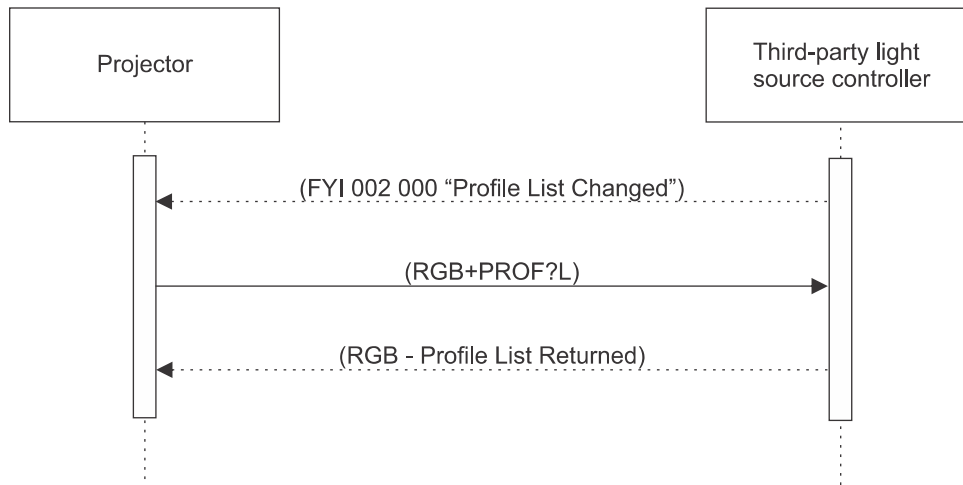 Projector
Third-party light
source controller
(FYI 002 000 “Profile List Changed”)
(RGB+PROF?L)
(RGB - Profile List Returned)